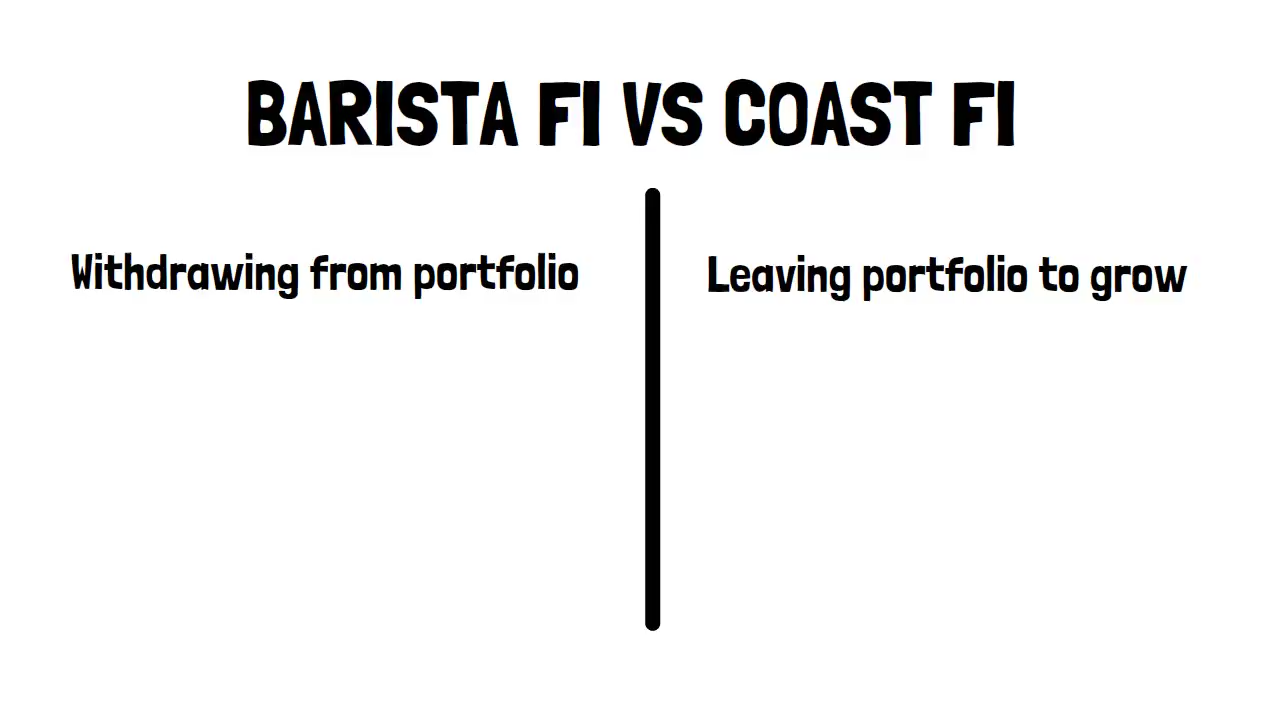 BARISTA FI VS COAST FI
Withdrawing from portfolio
Leaving portfolio to grow